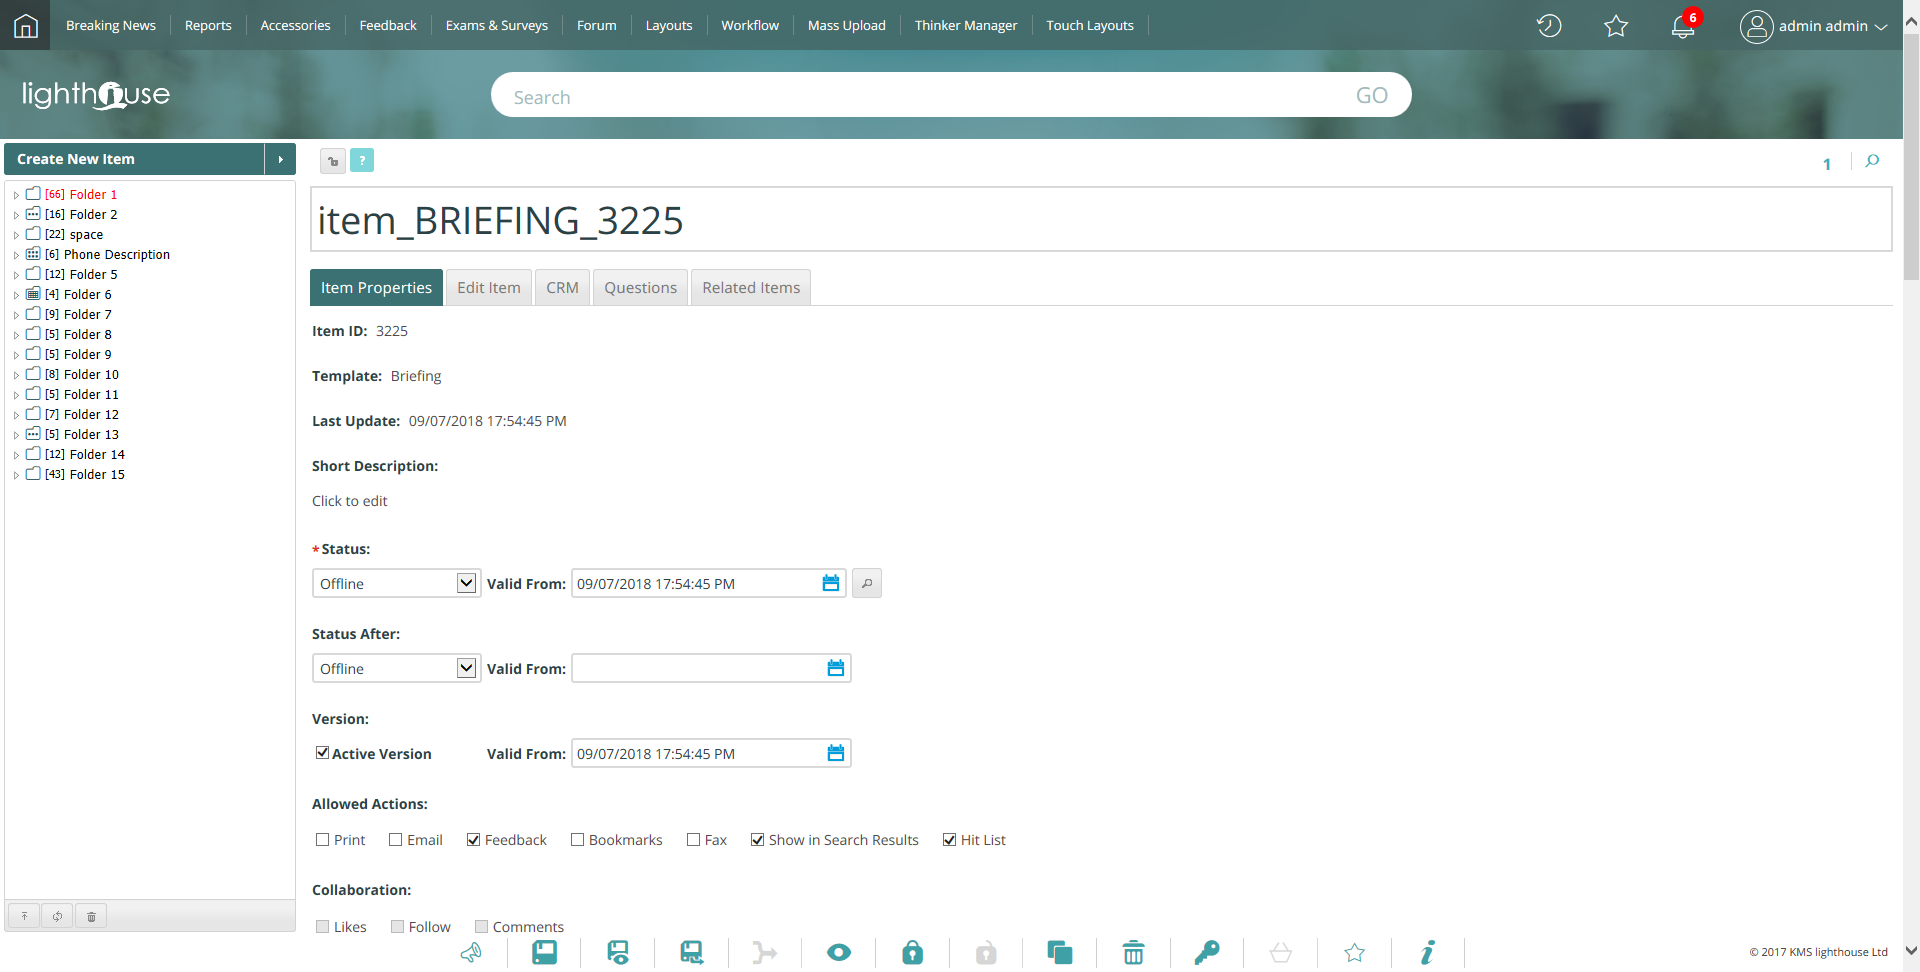 Breaking News Reports Accessories Feedback Exams & Surveys Forum Layouts Workflow Mass Upload Thinker Manager Touch Layouts 6 admin admin
lighthouse Search GO
Create New Item ? 1
[66] Folder 1
[16] Folder 2
[22] space
[6] Phone Description
[12] Folder 5
[4] Folder 6
[9] Folder 7
[5] Folder 8
[5] Folder 9
[8] Folder 10
[5] Folder 11
[7] Folder 12
[5] Folder 13
[12] Folder 14
[43] Folder 15
item_BRIEFING_3225
Item Properties Edit Item CRM Questions Related Items
Item ID: 3225
Template: Briefing
Last Update: 09/07/2018 17:54:45 PM
Short Description:
Click to edit
*Status:
Offline Valid From: 09/07/2018 17:54:45 PM
Status After:
Offline Valid From:
Version:
Active Version Valid From: 09/07/2018 17:54:45 PM
Allowed Actions:
Print Email Feedback Bookmarks Fax Show in Search Results Hit List
Collaboration:
Likes Follow Comments
© 2017 KMS lighthouse Ltd